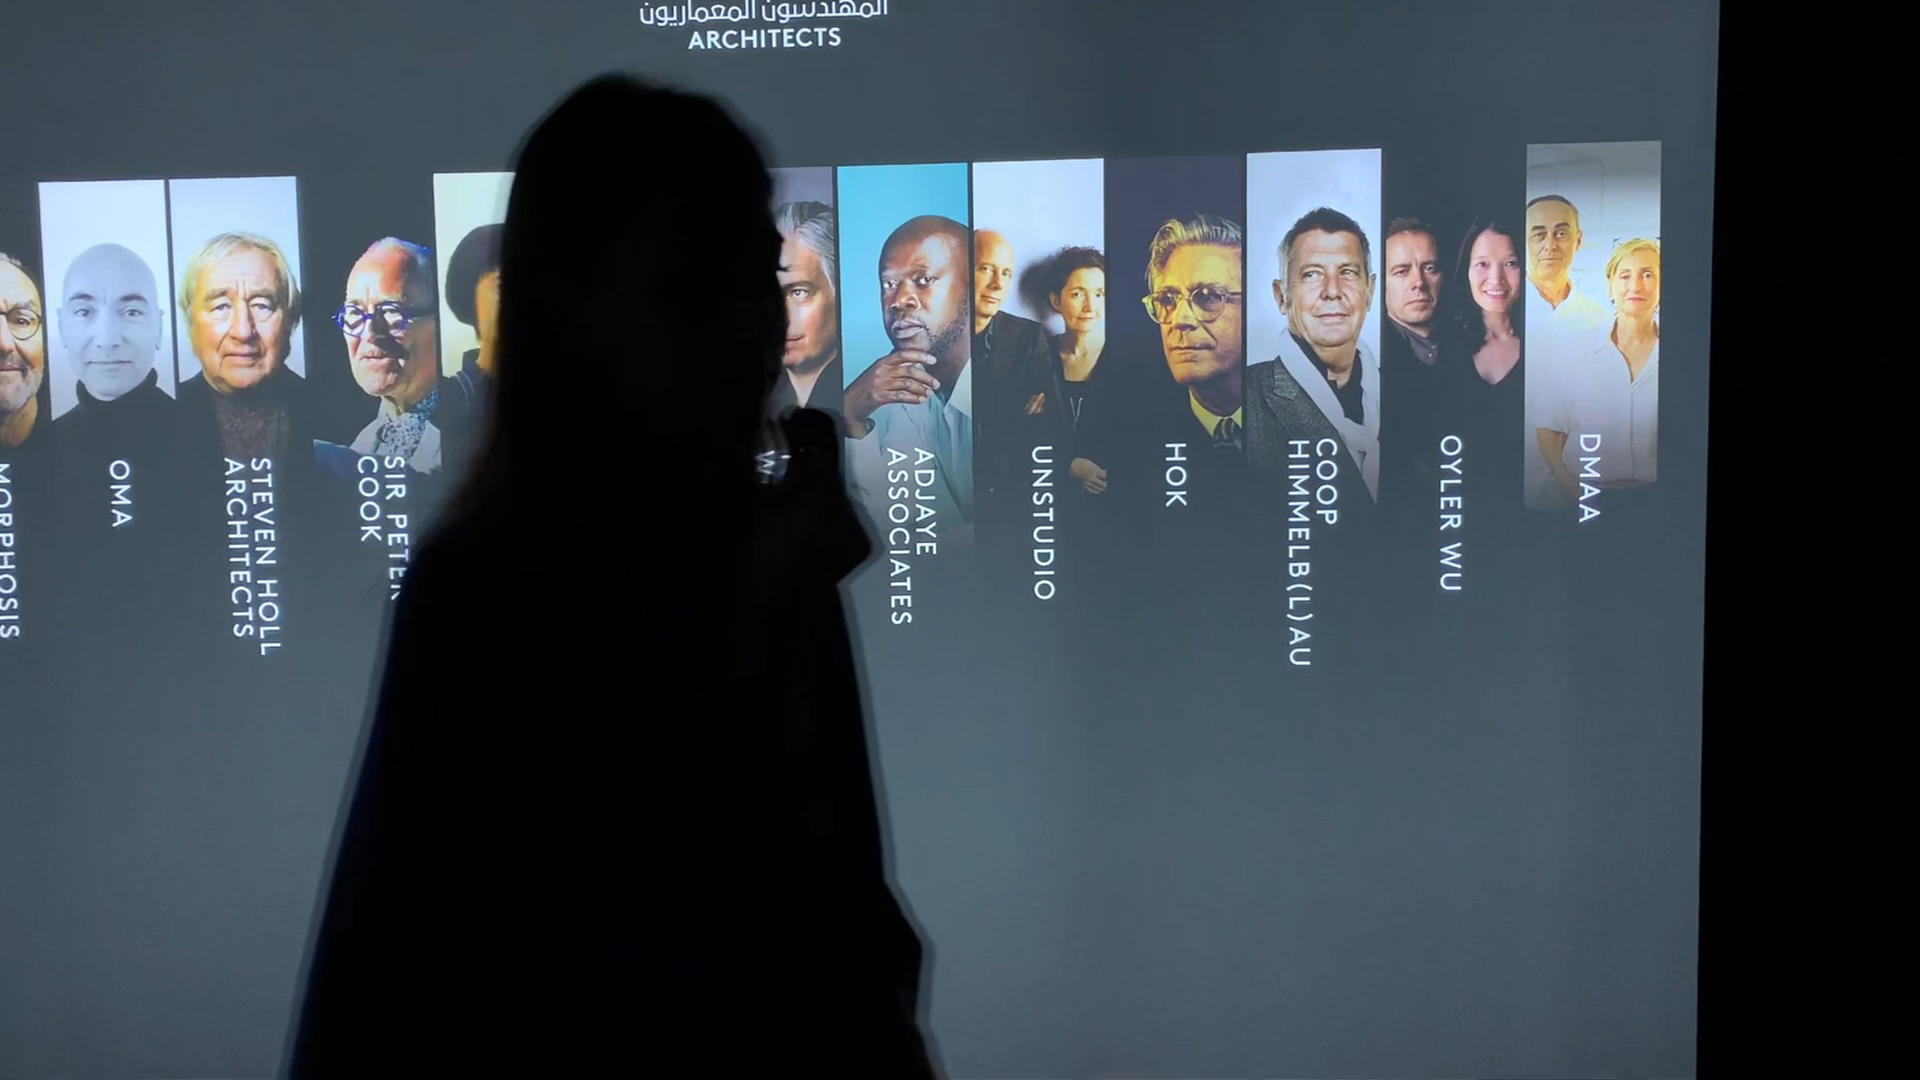 المهندسون المعماريون
ARCHITECTS
MORPHOSIS
OMA
STEVEN HOLL
ARCHITECTS
SIR PETER
COOK
ADJAYE
ASSOCIATES
UNSTUDIO
HOK
COOP
HIMMELB(L)AU
OYLER WU
DMAA